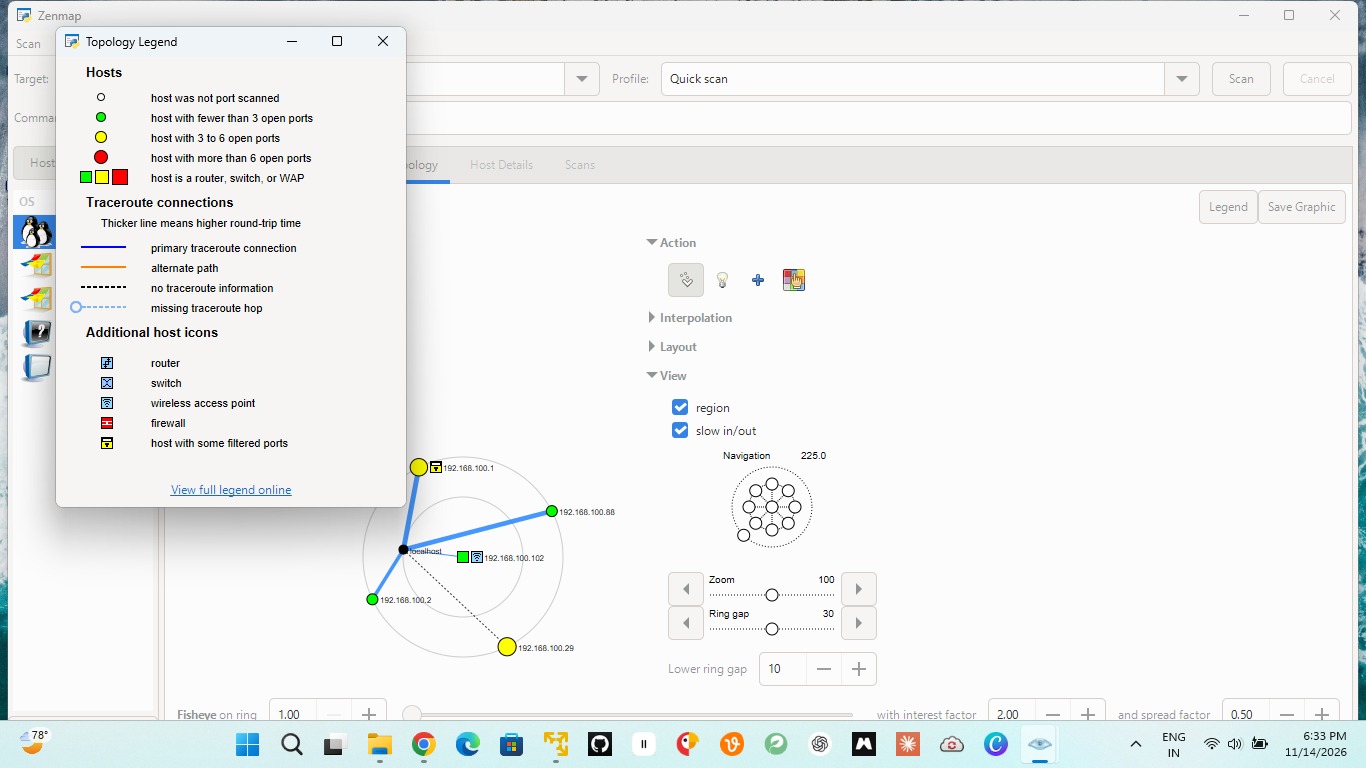 Zenmap
Scan
Topology Legend
Target:
Profile:
Quick scan
Scan
Cancel
Comma
Host
ology
Host Details
Scans
OS
Hosts
host was not port scanned
host with fewer than 3 open ports
host with 3 to 6 open ports
host with more than 6 open ports
host is a router, switch, or WAP
Traceroute connections
Thicker line means higher round-trip time
primary traceroute connection
alternate path
no traceroute information
missing traceroute hop
Additional host icons
router
switch
wireless access point
firewall
host with some filtered ports
View full legend online
Legend
Save Graphic
Action
Interpolation
Layout
View
region
slow in/out
Navigation 225.0
Zoom 100
Ring gap 30
Lower ring gap 10
192.168.100.1
192.168.100.88
localhost
192.168.100.102
192.168.100.2
192.168.100.29
Fisheye on ring 1.00
with interest factor 2.00
and spread factor 0.50
78°
ENG
IN
6:33 PM
11/14/2026